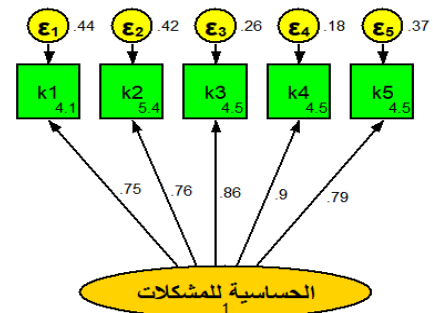 ε1 .44 ε2 .42 ε3 .26 ε4 .18 ε5 .37
k1 k2 k3 k4 k5
4.1 5.4 4.5 4.5 4.5
.75 .76 .86 .9 .79
الحساسية للمشكلات
1